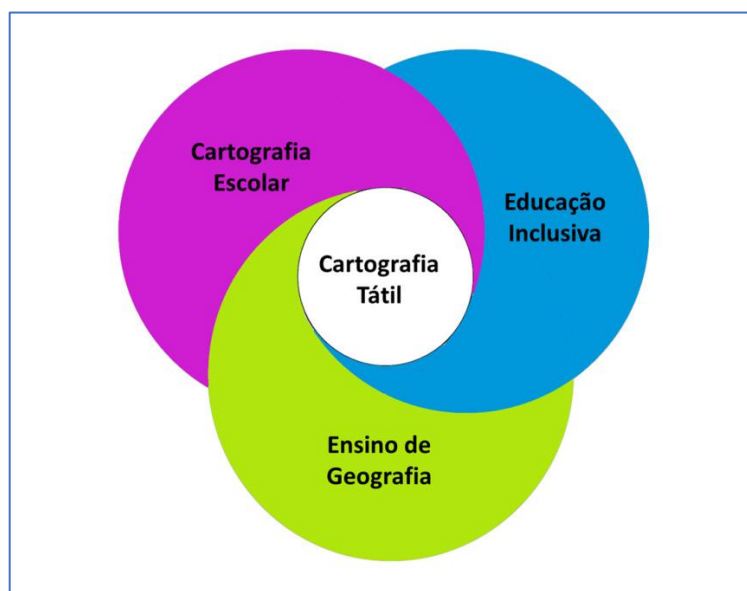 Cartografia
Escolar
Educação
Inclusiva
Cartografia
Tátil
Ensino de
Geografia